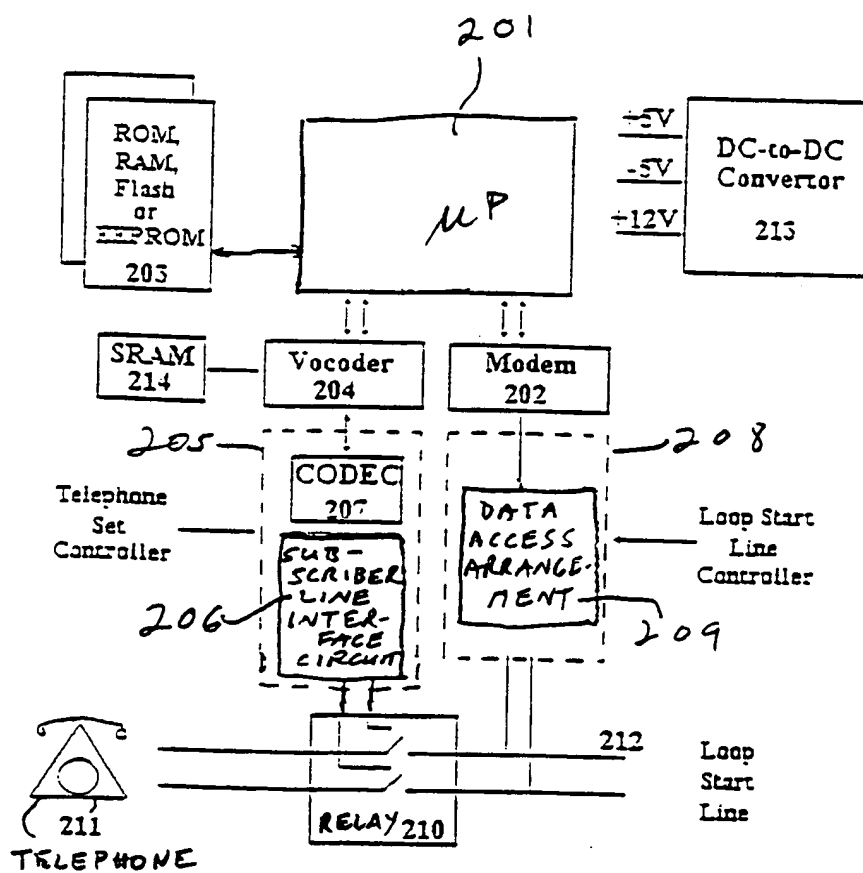 201
ROM,
RAM,
Flash
or
EEPROM
203
μP
+5V
-5V
+12V
DC-to-DC
Convertor
213
SRAM
214
Vocoder
204
Modem
202
205
208
CODEC
207
Telephone
Set
Controller
DATA
ACCESS
ARRANGE-
MENT
Loop Start
Line
Controller
SUB-
SCRIBER
LINE
INTER-
FACE
CIRCUIT
206
209
212
Loop
Start
Line
211
TELEPHONE
RELAY 210